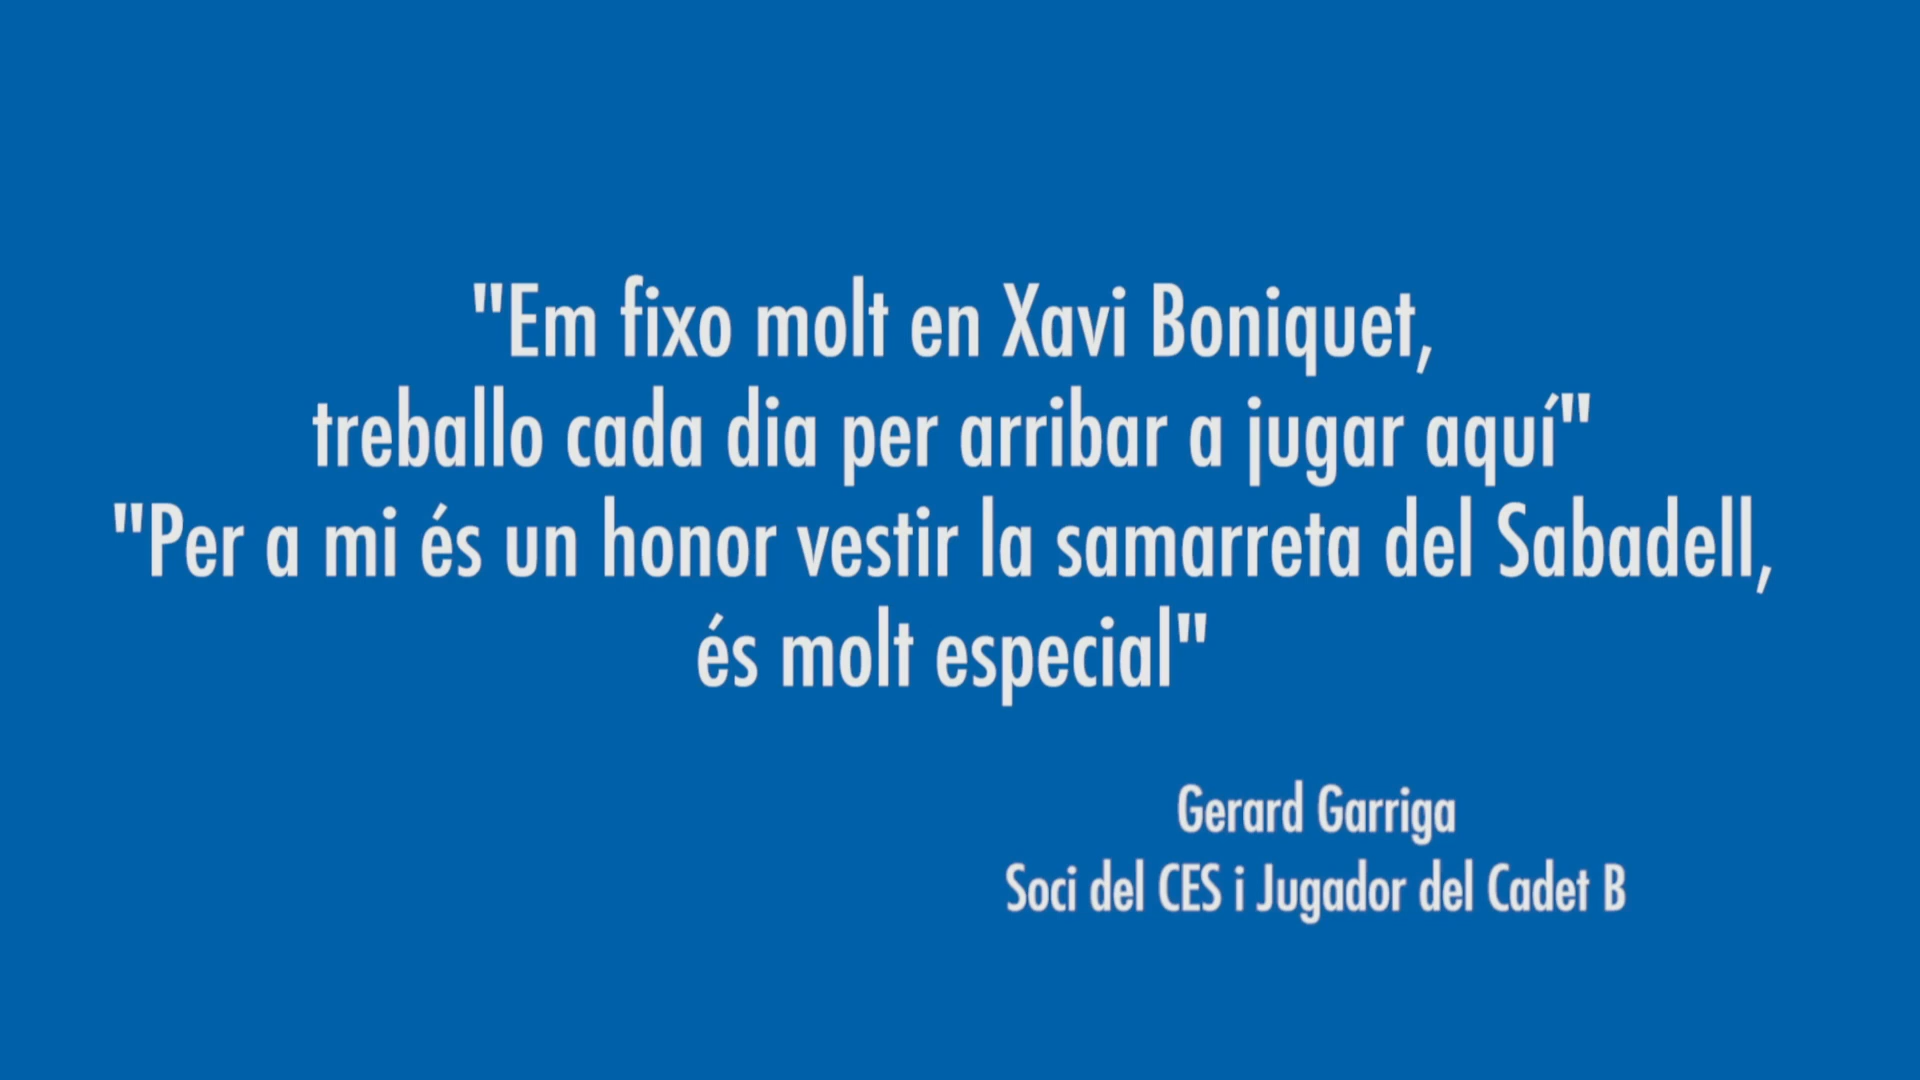 "Em fixo molt en Xavi Boniquet,
treballo cada dia per arribar a jugar aquí"
"Per a mi és un honor vestir la samarreta del Sabadell,
és molt especial"
Gerard Garriga
Soci del CES i Jugador del Cadet B